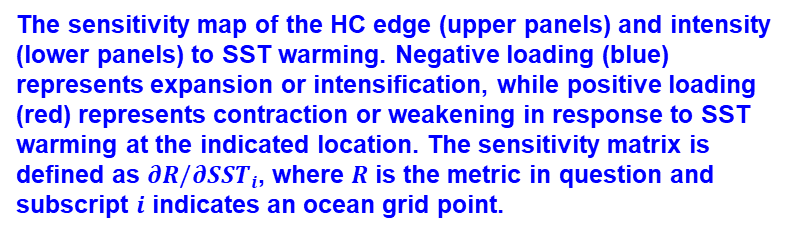 The sensitivity map of the HC edge (upper panels) and intensity
(lower panels) to SST warming. Negative loading (blue)
represents expansion or intensification, while positive loading
(red) represents contraction or weakening in response to SST
warming at the indicated location. The sensitivity matrix is
defined as ∂R/∂SSTᵢ, where R is the metric in question and
subscript i indicates an ocean grid point.